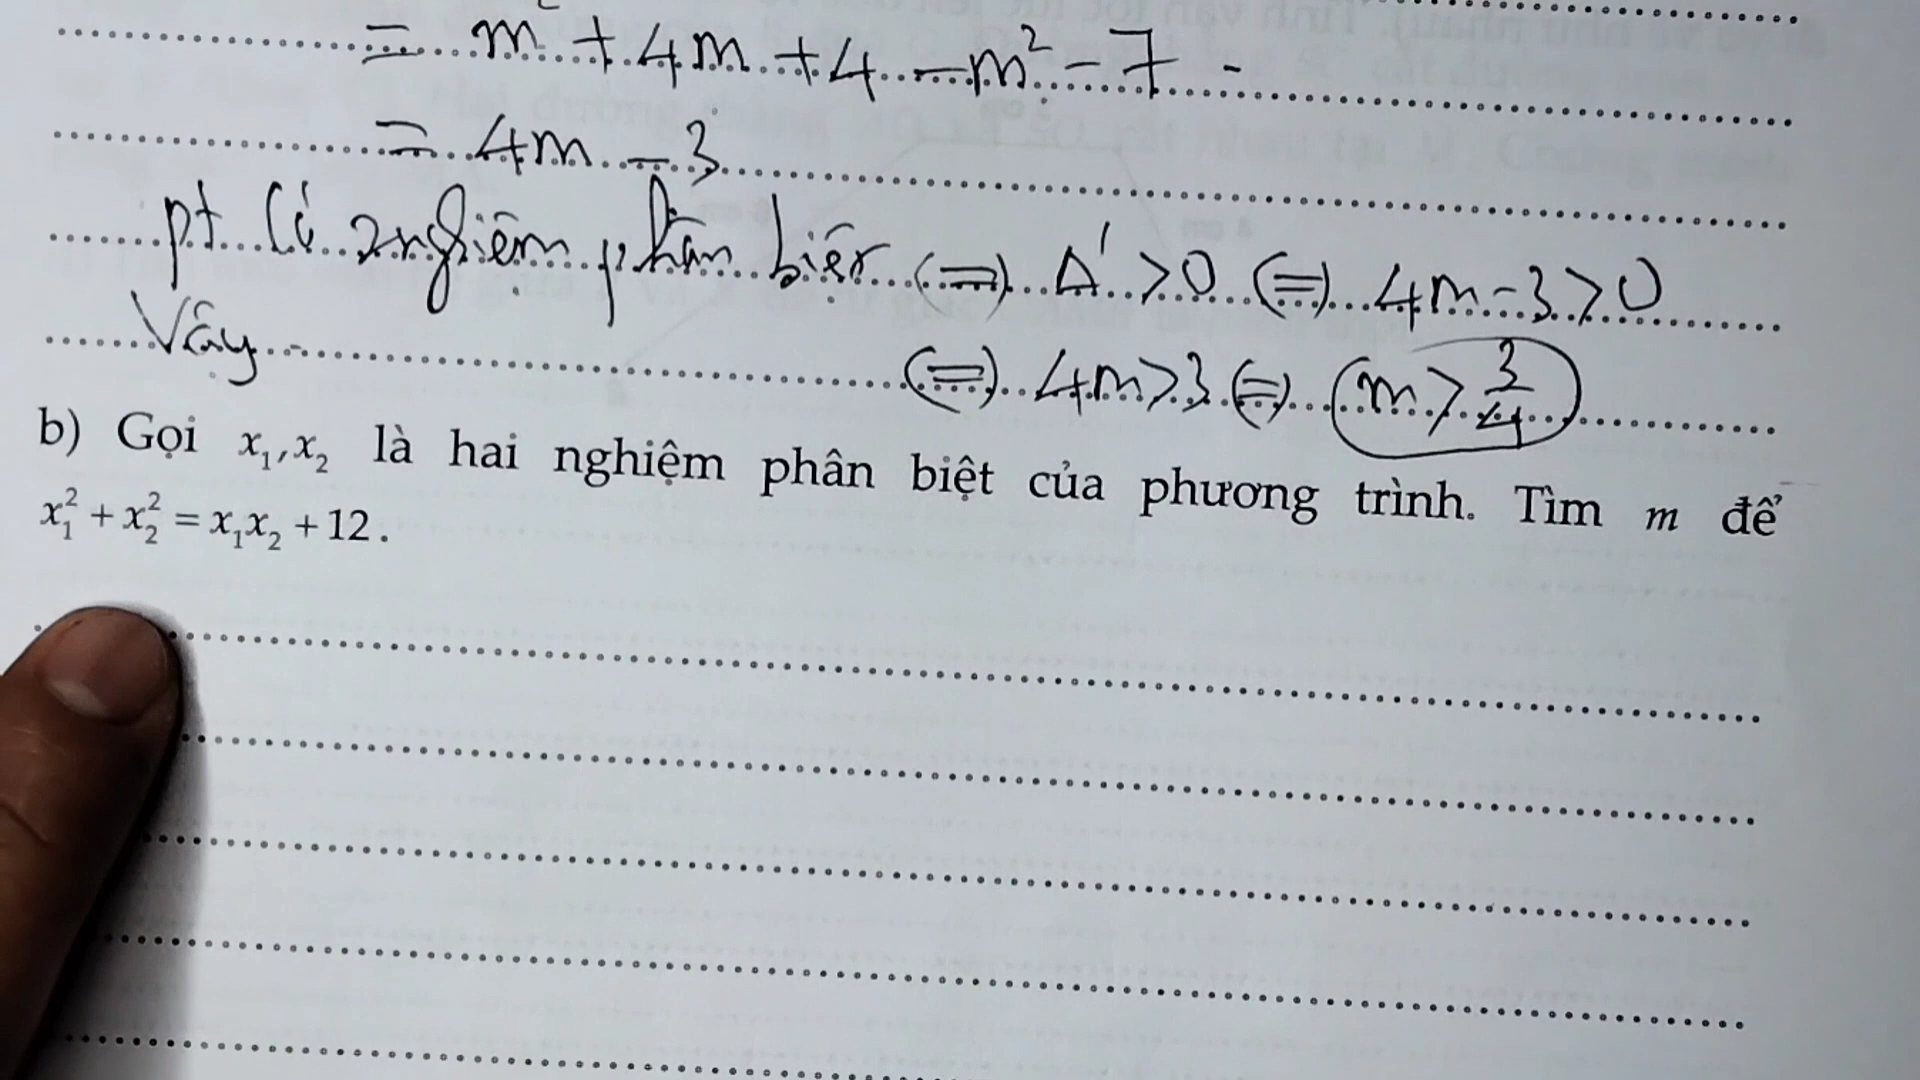 = m² + 4m + 4 - m² - 7 .
= 4m - 3
pt có 2 nghiệm phân biệt (=) Δ' > 0 (=) 4m - 3 > 0
Vậy
(=) 4m > 3 (=) m > 3/4
b) Gọi x₁, x₂ là hai nghiệm phân biệt của phương trình. Tìm m để
x₁² + x₂² = x₁x₂ + 12.